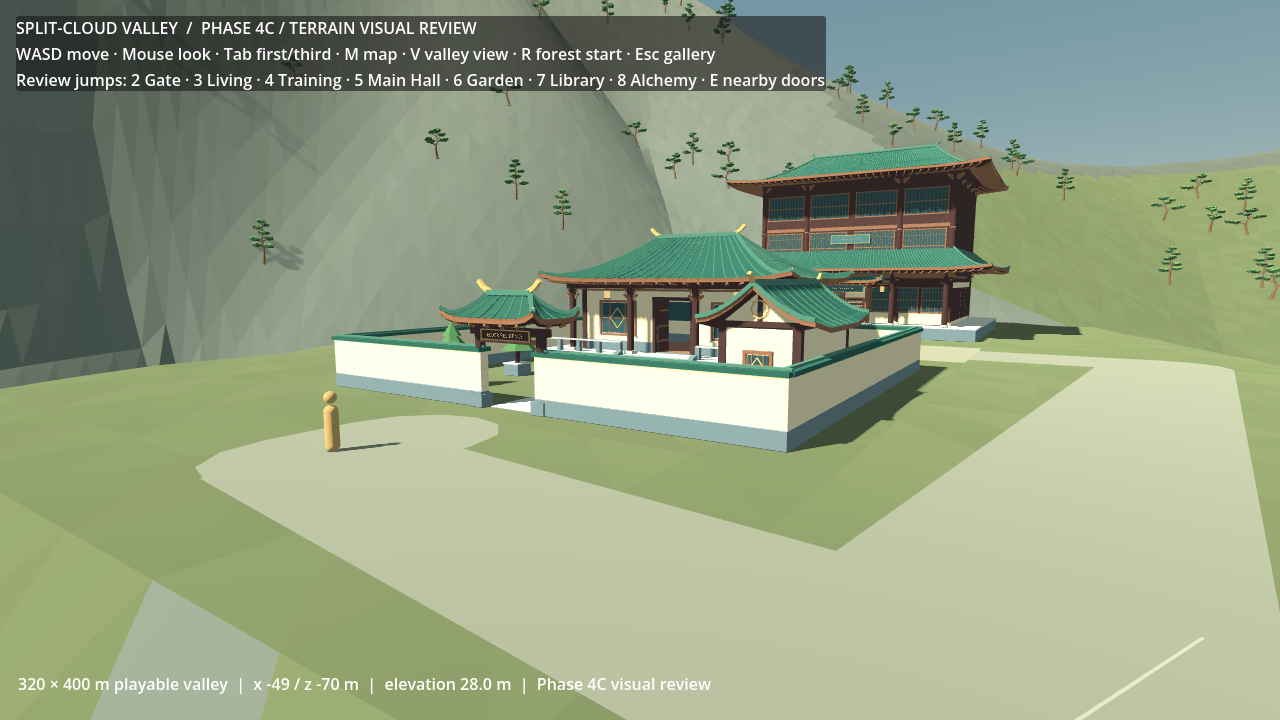 SPLIT-CLOUD VALLEY / PHASE 4C / TERRAIN VISUAL REVIEW
WASD move · Mouse look · Tab first/third · M map · V valley view · R forest start · Esc gallery
Review jumps: 2 Gate · 3 Living · 4 Training · 5 Main Hall · 6 Garden · 7 Library · 8 Alchemy · E nearby doors
320 × 400 m playable valley | x -49 / z -70 m | elevation 28.0 m | Phase 4C visual review